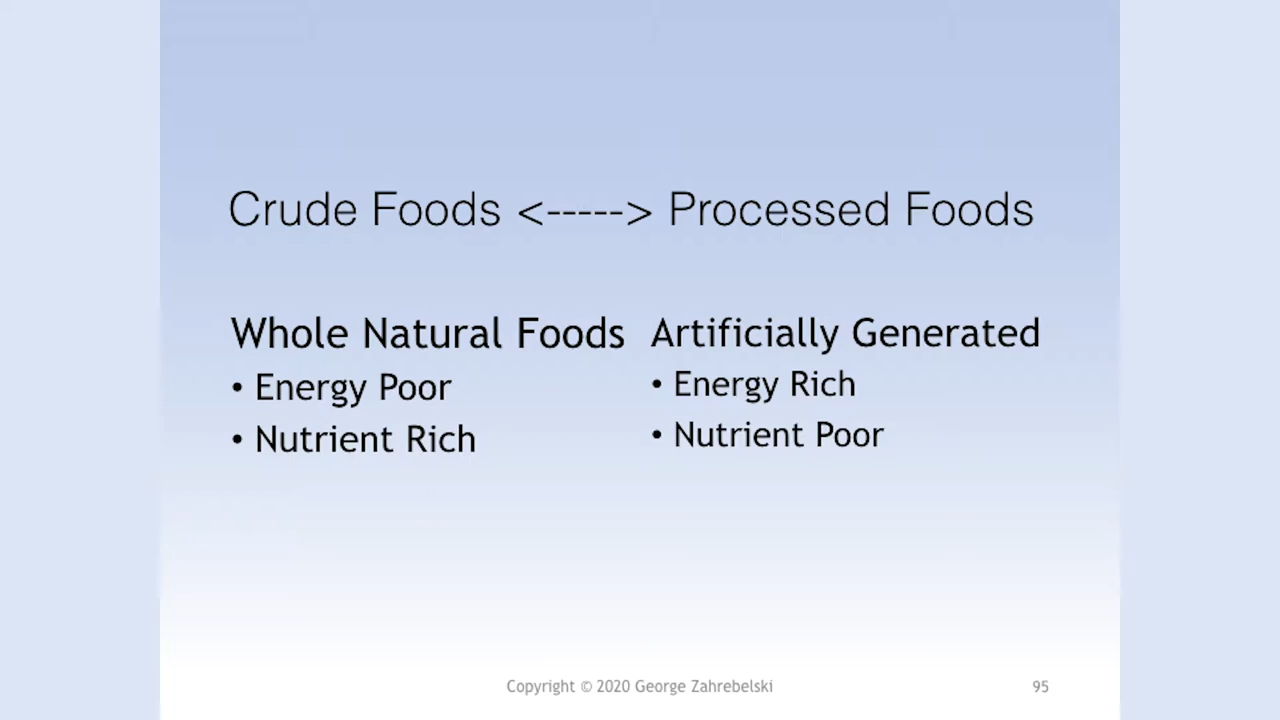 Crude Foods <-----> Processed Foods
Whole Natural Foods
• Energy Poor
• Nutrient Rich
Artificially Generated
• Energy Rich
• Nutrient Poor
Copyright © 2020 George Zahrebelski
95